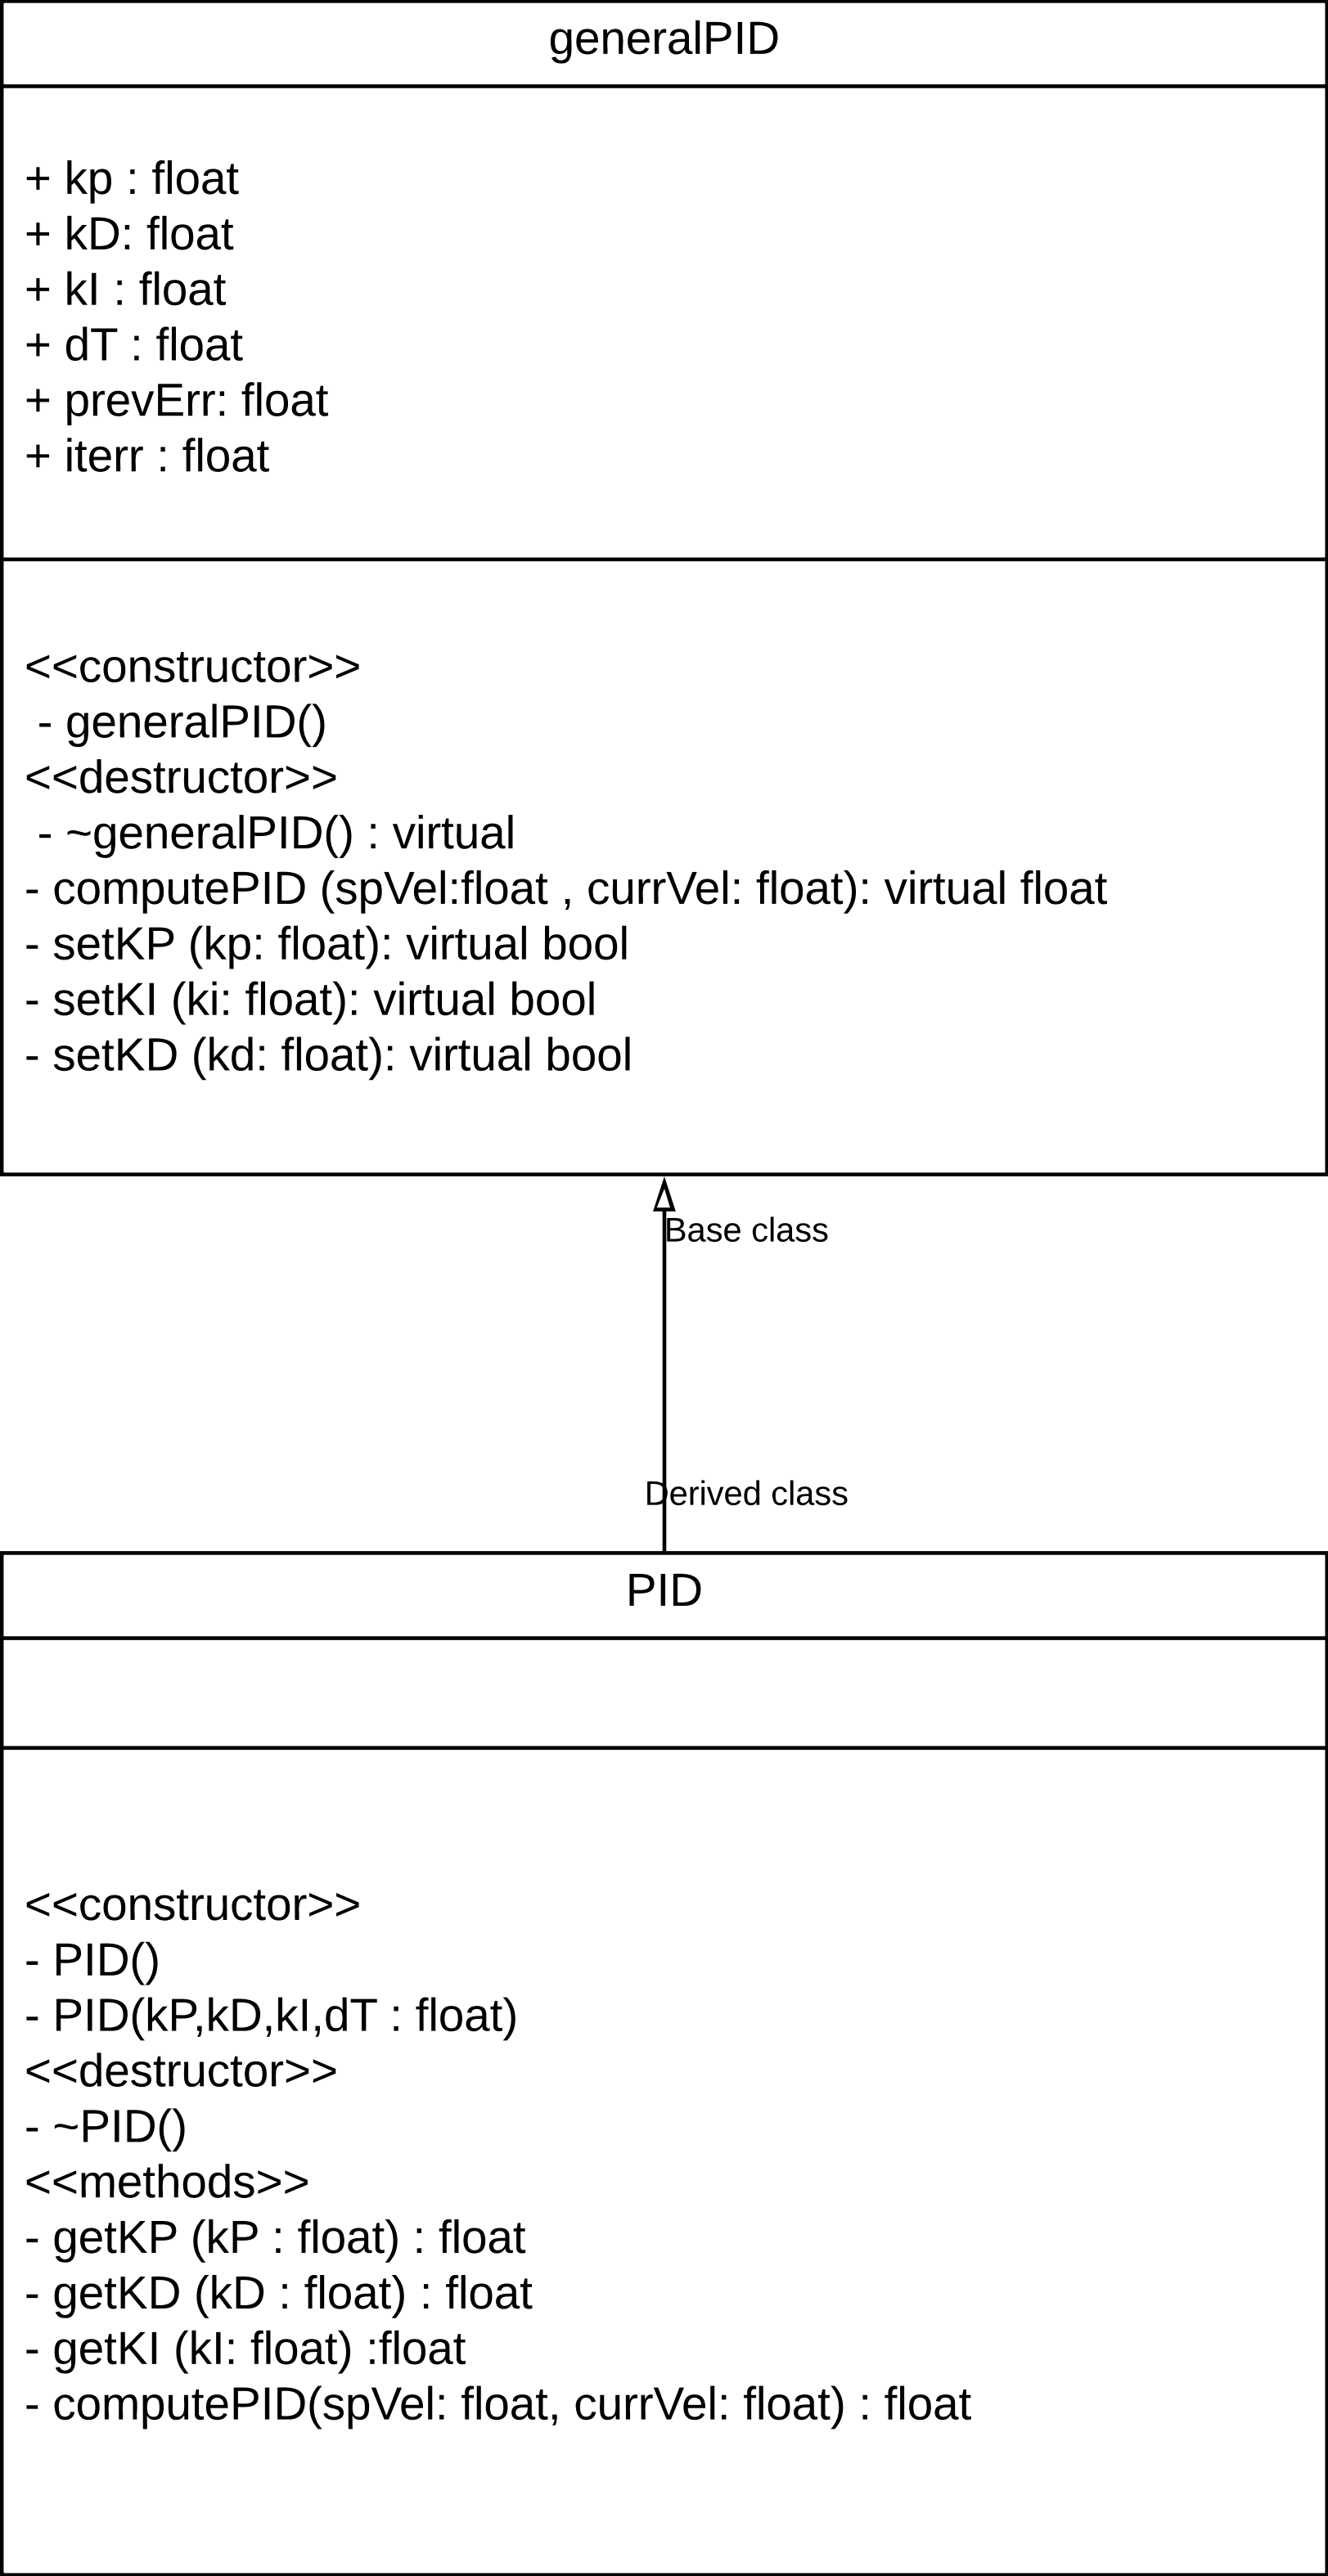 generalPID
+ kp : float
+ kD: float
+ kI : float
+ dT : float
+ prevErr: float
+ iterr : float
<<constructor>>
- generalPID()
<<destructor>>
- ~generalPID() : virtual
- computePID (spVel:float , currVel: float): virtual float
- setKP (kp: float): virtual bool
- setKI (ki: float): virtual bool
- setKD (kd: float): virtual bool
Base class
Derived class
PID
<<constructor>>
- PID()
- PID(kP,kD,kI,dT : float)
<<destructor>>
- ~PID()
<<methods>>
- getKP (kP : float) : float
- getKD (kD : float) : float
- getKI (kI: float) :float
- computePID(spVel: float, currVel: float) : float